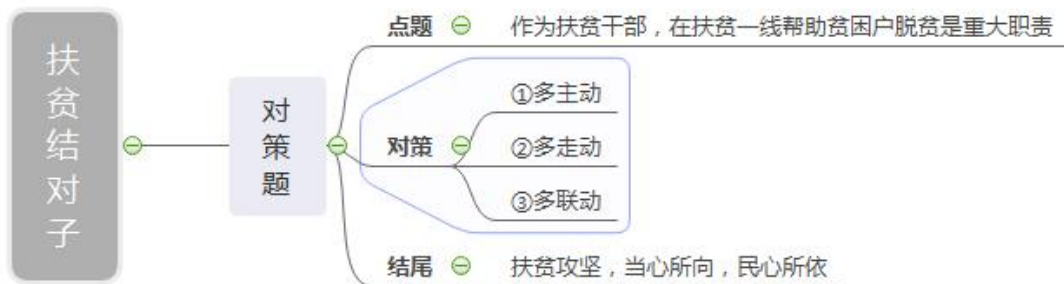 扶贫结对子
对策题
点题
作为扶贫干部，在扶贫一线帮助贫困户脱贫是重大职责
对策
①多主动
②多走动
③多联动
结尾
扶贫攻坚，当心所向，民心所依